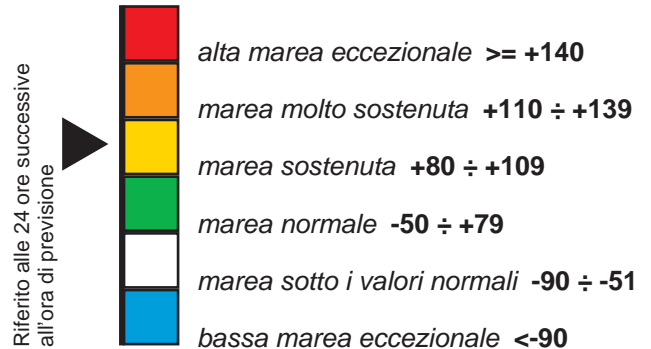 Riferito alle 24 ore successive
all'ora di previsione
alta marea eccezionale >= +140
marea molto sostenuta +110 ÷ +139
marea sostenuta +80 ÷ +109
marea normale -50 ÷ +79
marea sotto i valori normali -90 ÷ -51
bassa marea eccezionale <-90